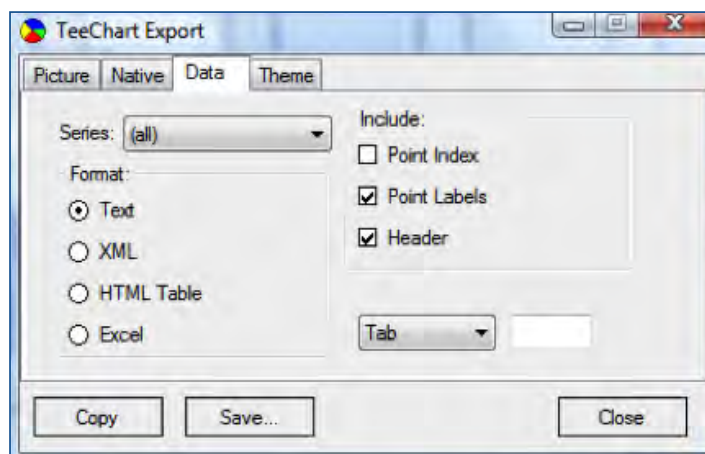 TeeChart Export
Picture Native Data Theme
Series: (all)
Format:
Text
XML
HTML Table
Excel
Include:
Point Index
Point Labels
Header
Tab
Copy Save... Close